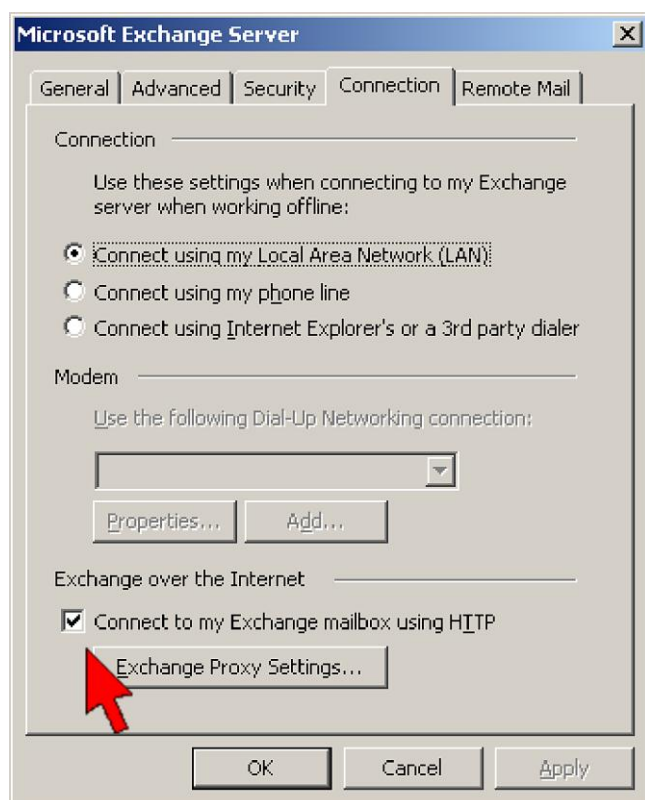 Microsoft Exchange Server
General Advanced Security Connection Remote Mail
Connection
Use these settings when connecting to my Exchange
server when working offline:
Connect using my Local Area Network (LAN)
Connect using my phone line
Connect using Internet Explorer's or a 3rd party dialer
Modem
Use the following Dial-Up Networking connection:
Properties... Add...
Exchange over the Internet
Connect to my Exchange mailbox using HTTP
Exchange Proxy Settings...
OK Cancel Apply